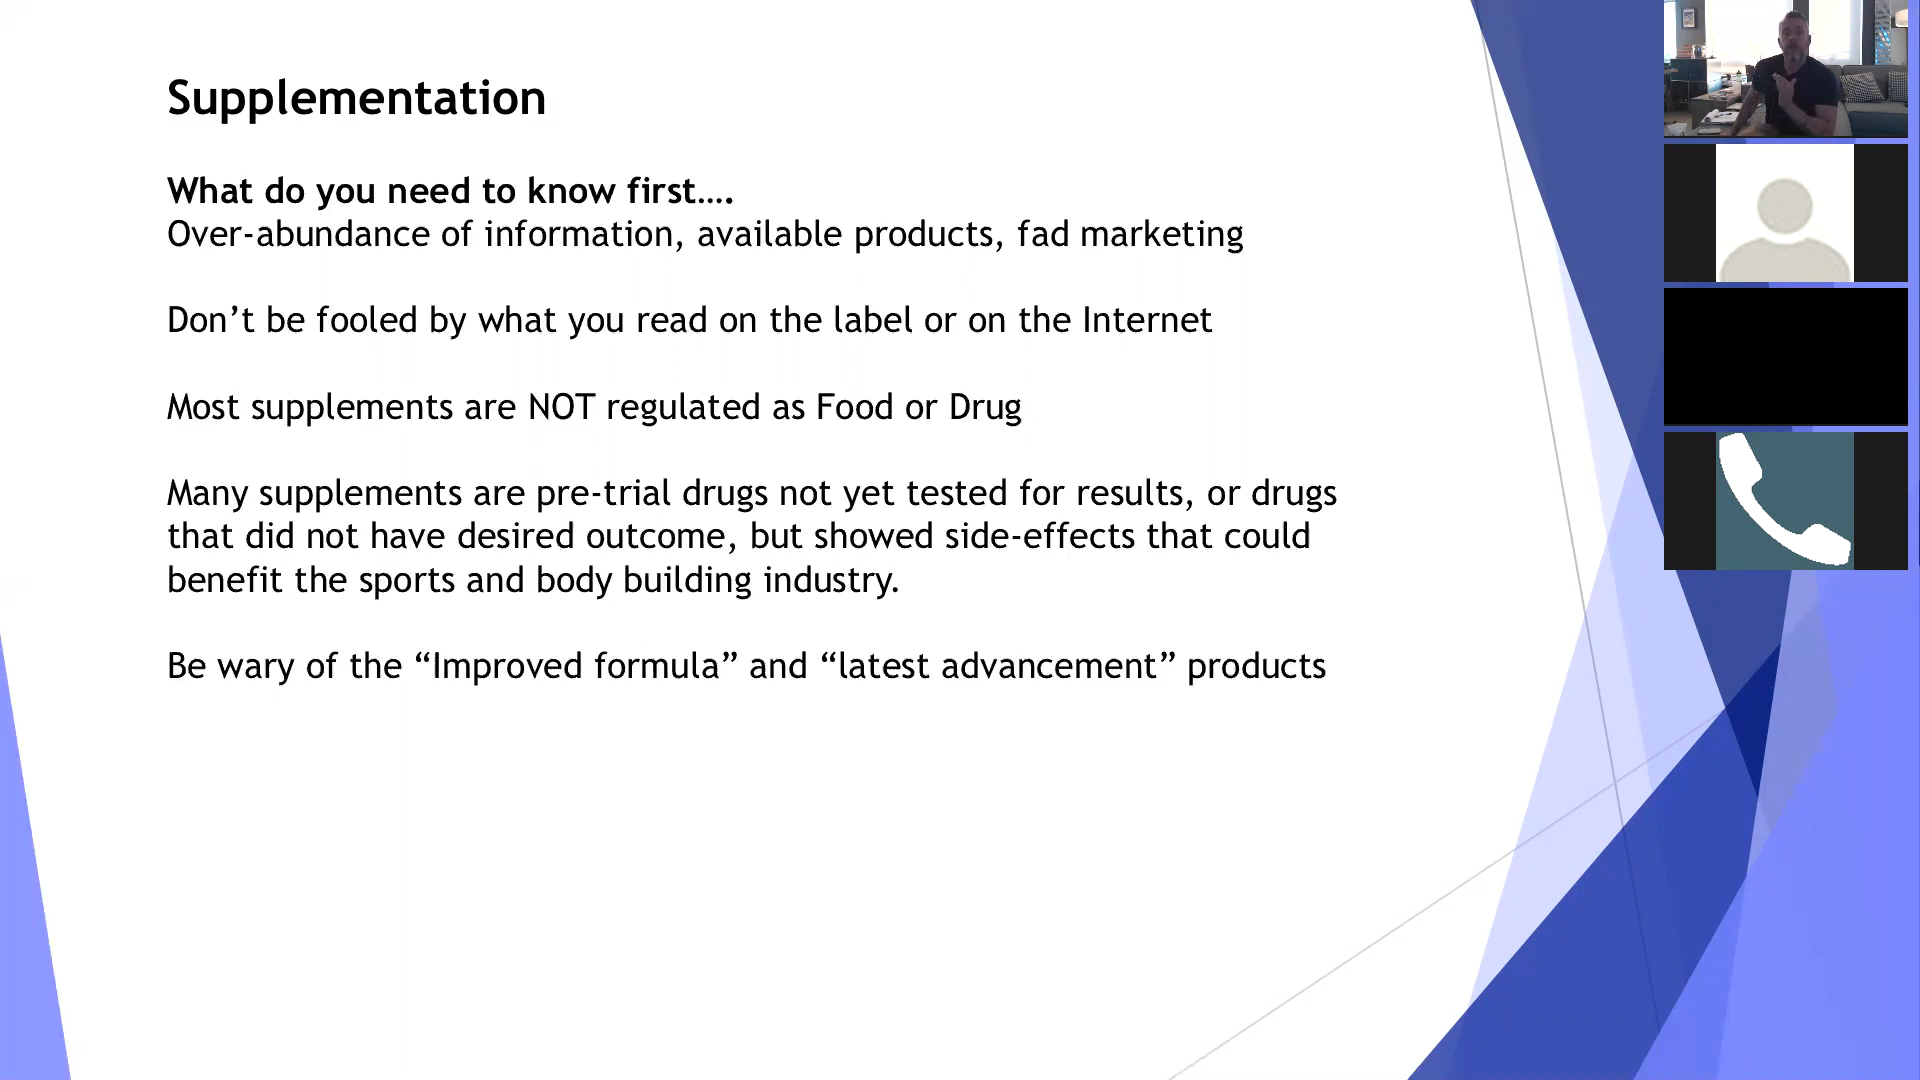 Supplementation
What do you need to know first….
Over-abundance of information, available products, fad marketing
Don’t be fooled by what you read on the label or on the Internet
Most supplements are NOT regulated as Food or Drug
Many supplements are pre-trial drugs not yet tested for results, or drugs
that did not have desired outcome, but showed side-effects that could
benefit the sports and body building industry.
Be wary of the “Improved formula” and “latest advancement” products